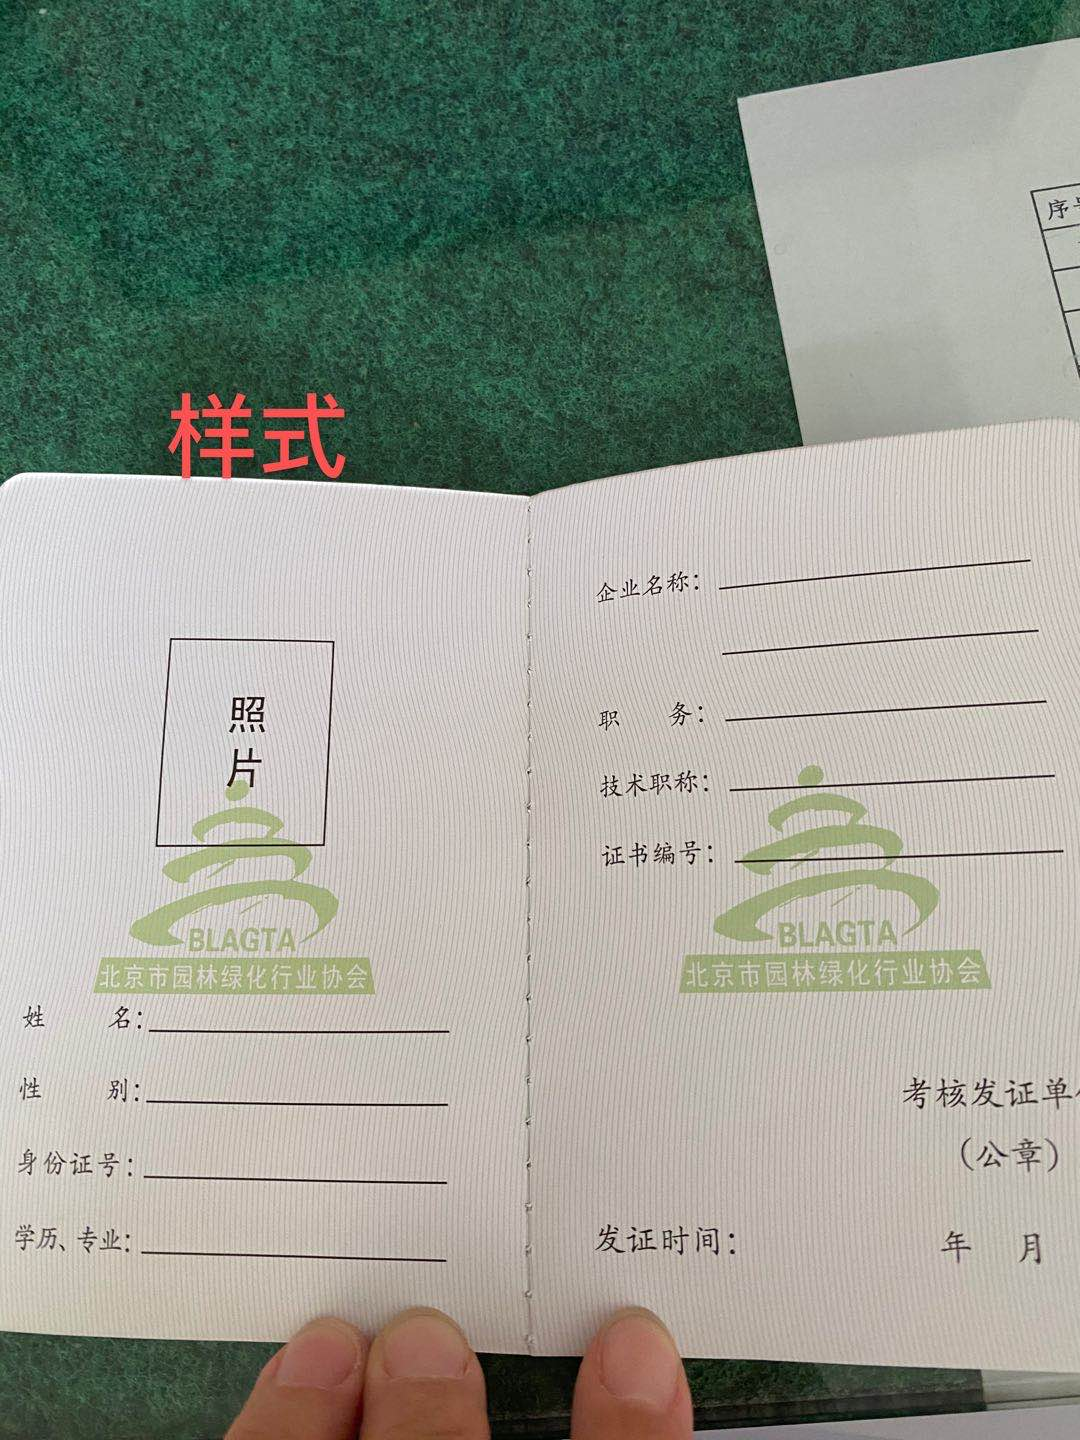 序号
样式
照
片
BLAGTA
北京市园林绿化行业协会
姓 名：
性 别：
身份证号：
学历、专业：
企业名称：
职 务：
技术职称：
证书编号：
BLAGTA
北京市园林绿化行业协会
考核发证单
（公章）
发证时间： 年 月